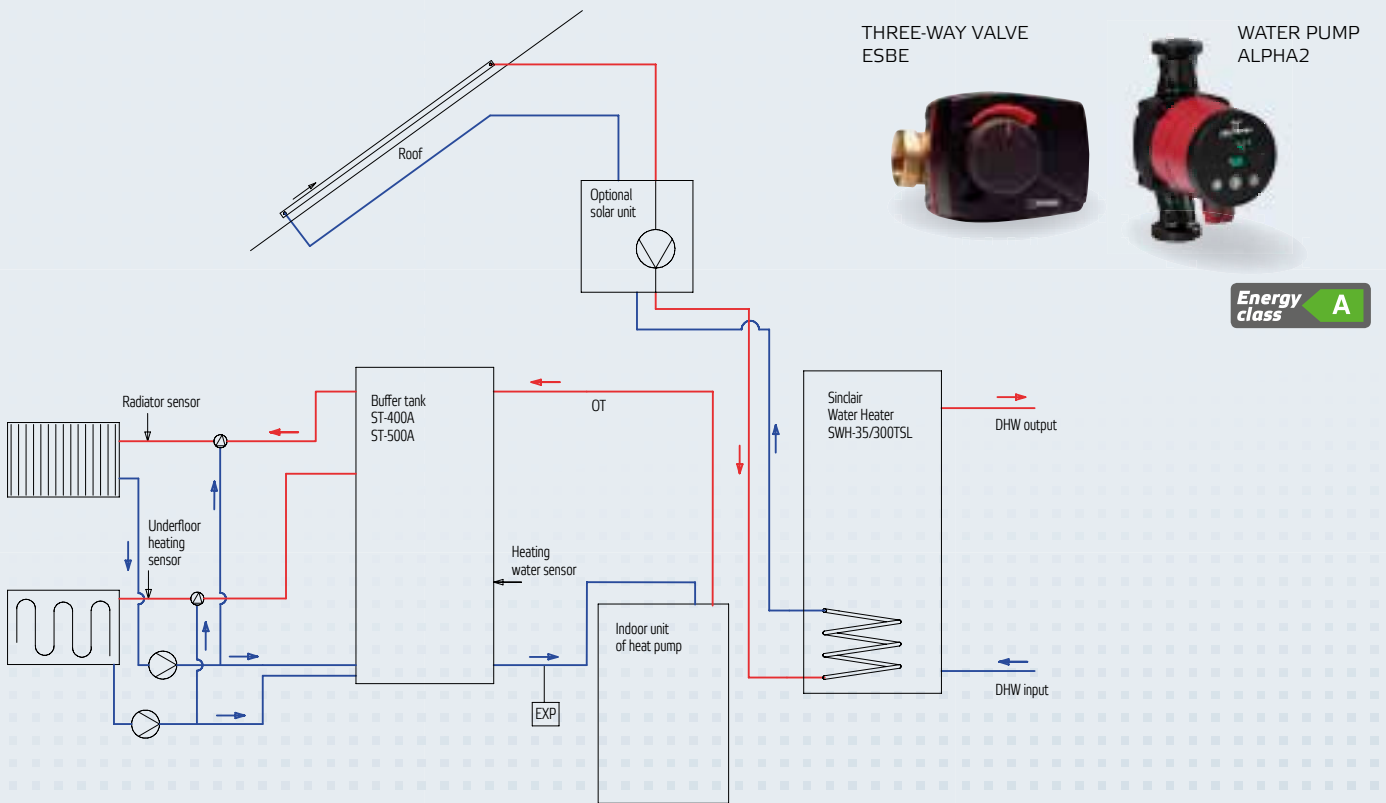 THREE-WAY VALVE
ESBE
WATER PUMP
ALPHA2
Roof
Optional
solar unit
Energy
class
A
Radiator sensor
Buffer tank
ST-400A
ST-500A
OT
Sinclair
Water Heater
SWH-35/300TSL
DHW output
Underfloor
heating
sensor
Heating
water sensor
Indoor unit
of heat pump
DHW input
EXP